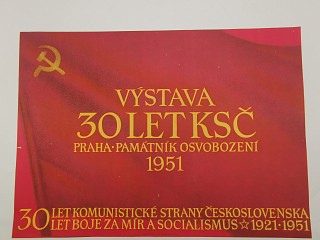 VÝSTAVA
30 LET KSČ
PRAHA·PAMÁTNÍK OSVOBOZENÍ
1951
30 LET KOMUNISTICKÉ STRANY ČESKOSLOVENSKA
LET BOJE ZA MÍR A SOCIALISMUS ☆ 1921·1951